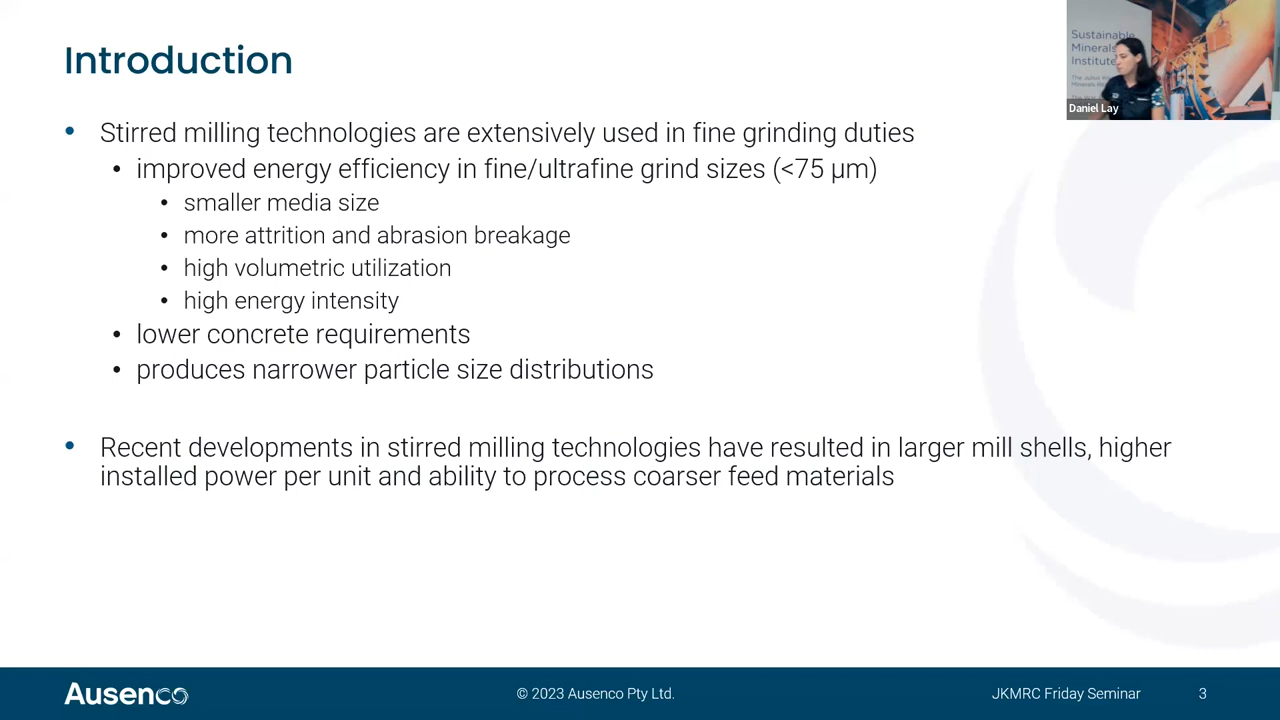 Introduction
Sustainable
Minerals
Institute
Daniel Lay
• Stirred milling technologies are extensively used in fine grinding duties
• improved energy efficiency in fine/ultrafine grind sizes (<75 µm)
• smaller media size
• more attrition and abrasion breakage
• high volumetric utilization
• high energy intensity
• lower concrete requirements
• produces narrower particle size distributions
• Recent developments in stirred milling technologies have resulted in larger mill shells, higher
installed power per unit and ability to process coarser feed materials
Ausenco
© 2023 Ausenco Pty Ltd.
JKMRC Friday Seminar
3